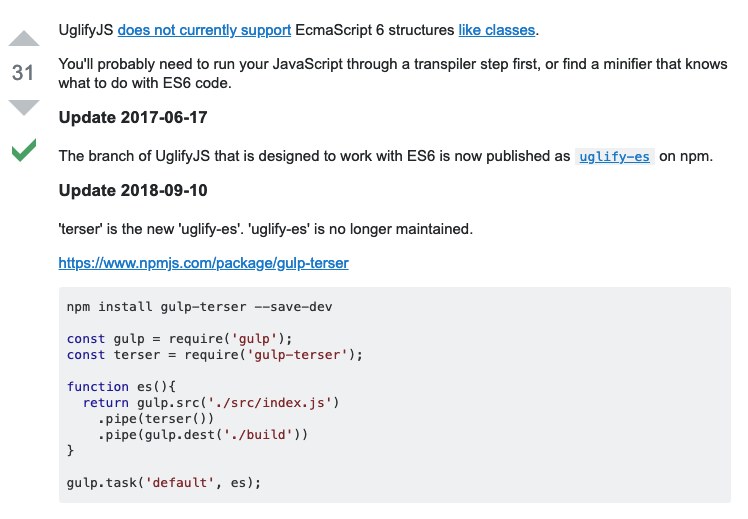 UglifyJS does not currently support EcmaScript 6 structures like classes.
31
You'll probably need to run your JavaScript through a transpiler step first, or find a minifier that knows
what to do with ES6 code.
Update 2017-06-17
The branch of UglifyJS that is designed to work with ES6 is now published as uglify-es on npm.
Update 2018-09-10
'terser' is the new 'uglify-es'. 'uglify-es' is no longer maintained.
https://www.npmjs.com/package/gulp-terser
npm install gulp-terser --save-dev
const gulp = require('gulp');
const terser = require('gulp-terser');
function es(){
  return gulp.src('./src/index.js')
    .pipe(terser())
    .pipe(gulp.dest('./build'))
}
gulp.task('default', es);